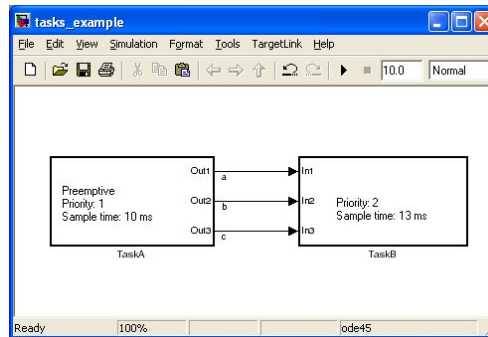 tasks_example
File Edit View Simulation Format Tools TargetLink Help
10.0 Normal
Out1 a In1
Preemptive
Priority: 1
Sample time: 10 ms
Out2 b In2
Priority: 2
Sample time: 13 ms
Out3 c In3
TaskA TaskB
Ready 100% ode45